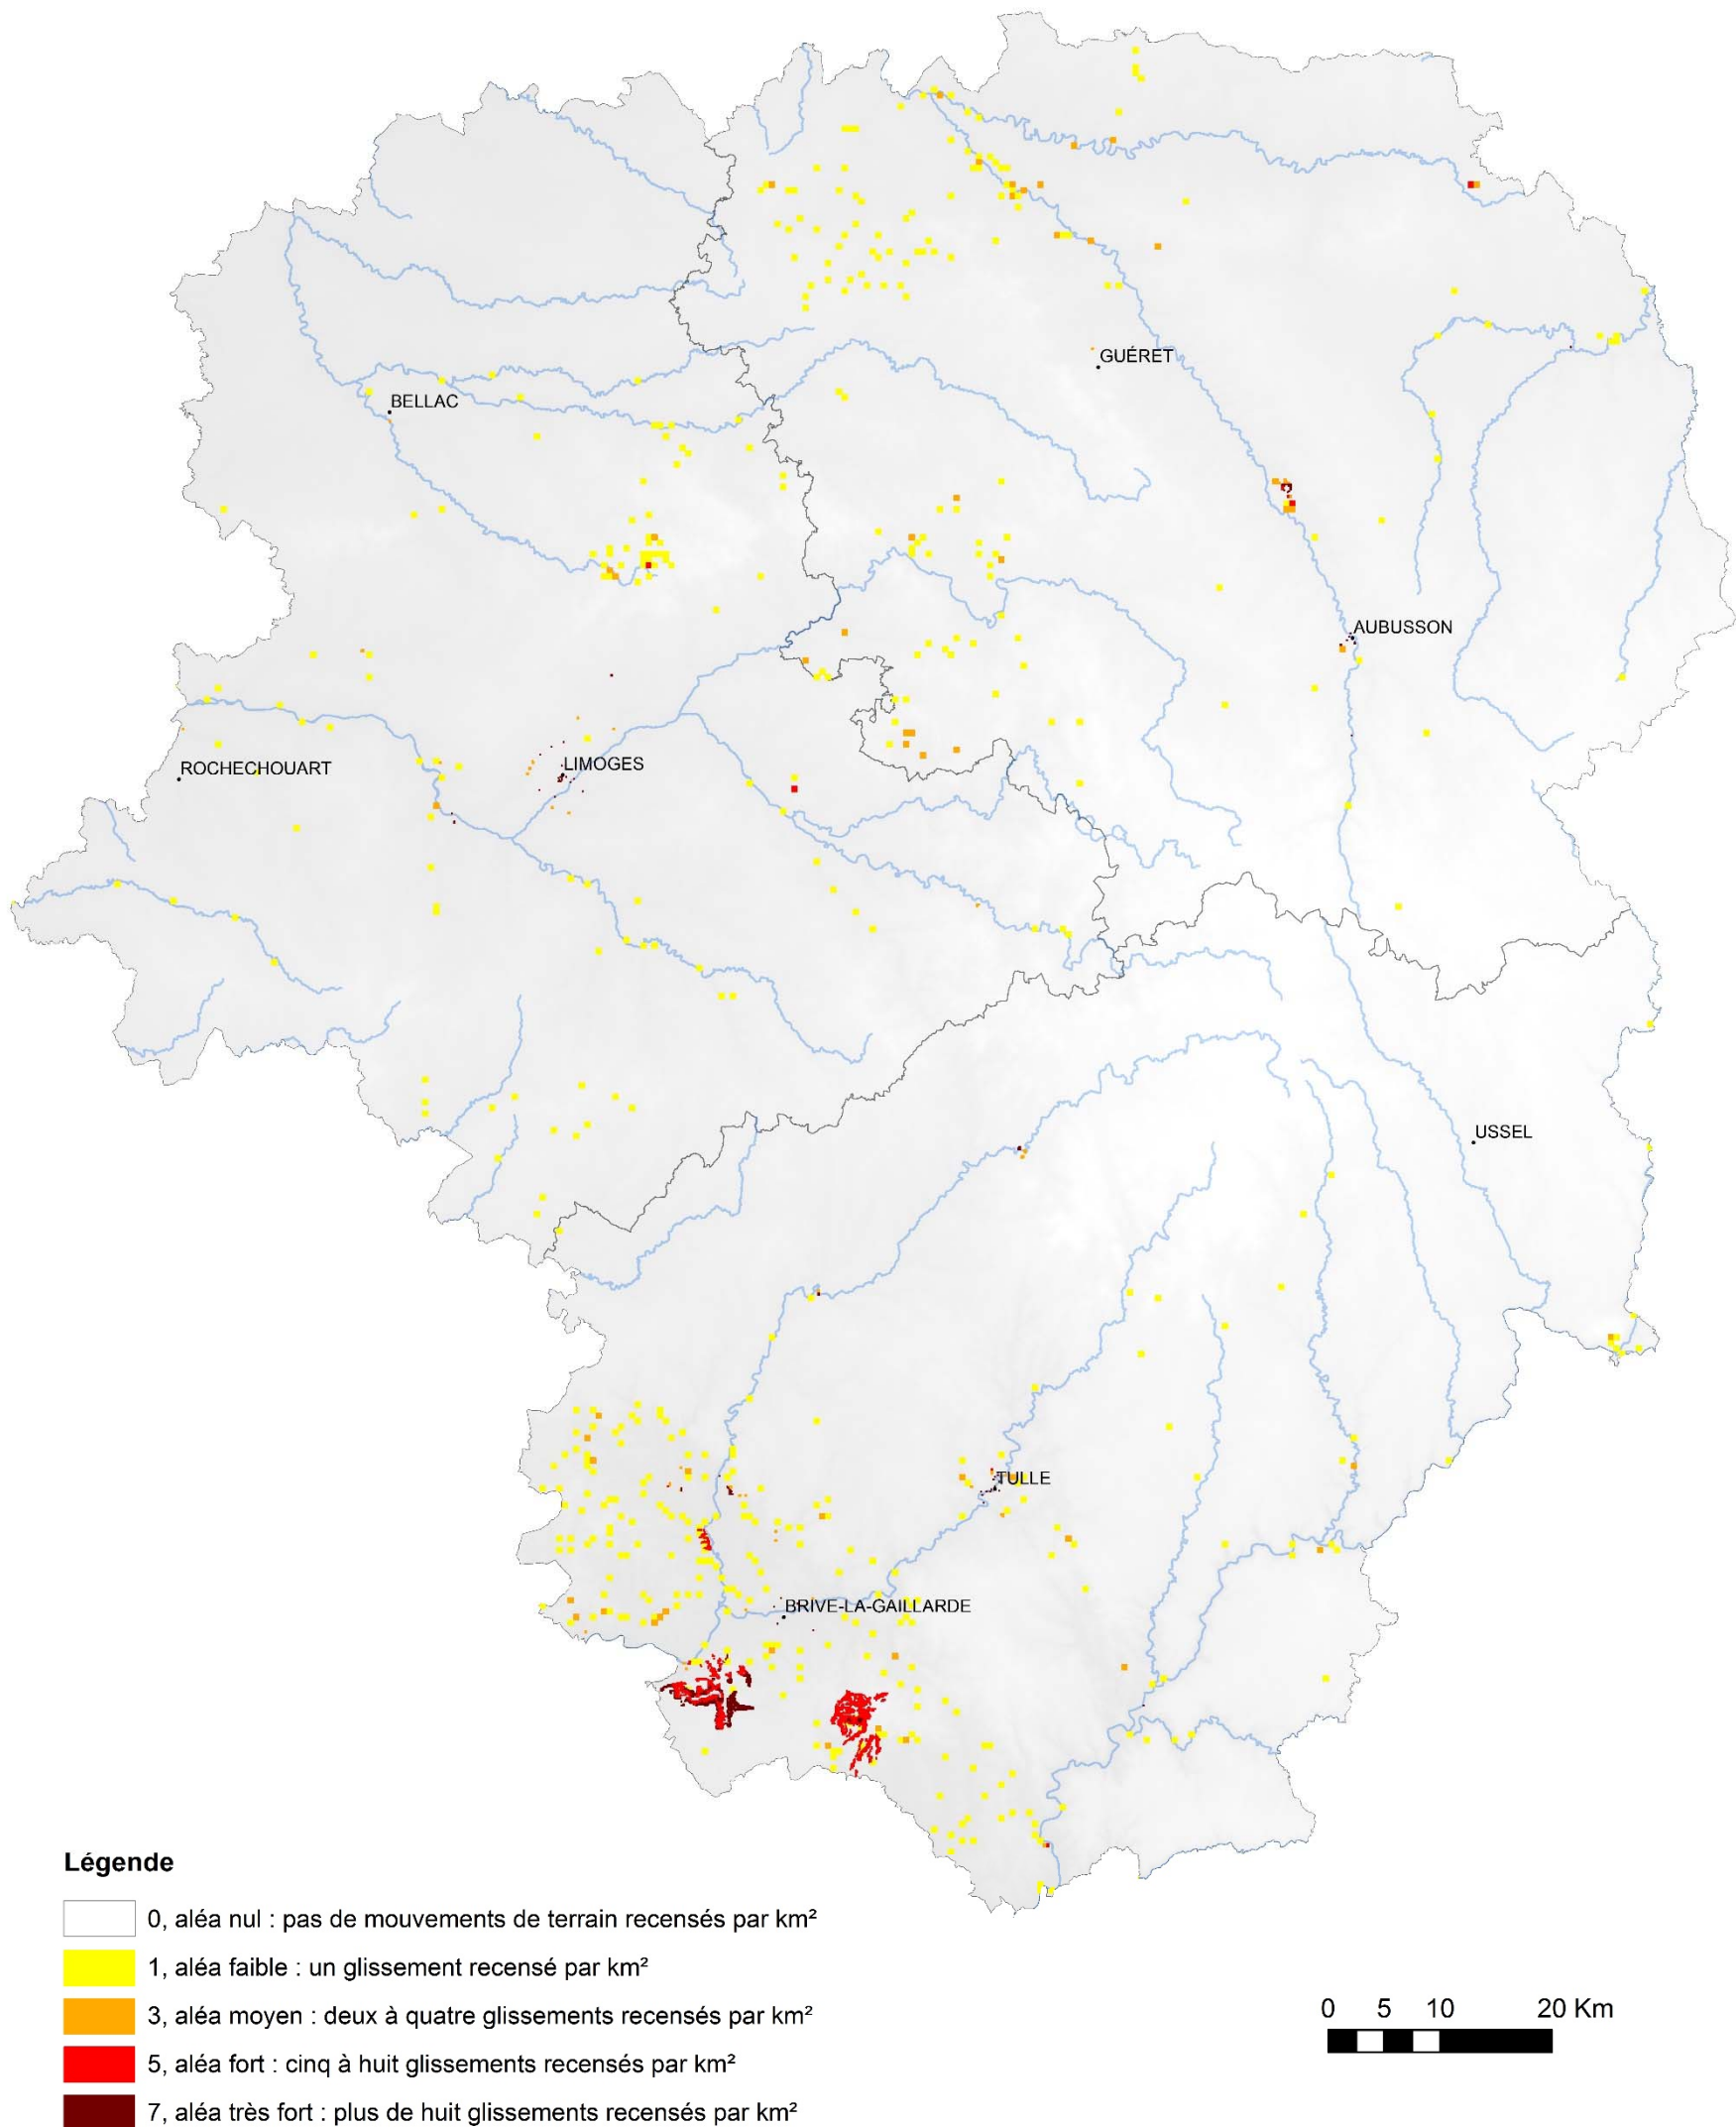 GUÉRET
BELLAC
AUBUSSON
LIMOGES
ROCHECHOUART
USSEL
TULLE
BRIVE-LA-GAILLARDE
Légende
0, aléa nul : pas de mouvements de terrain recensés par km²
1, aléa faible : un glissement recensé par km²
3, aléa moyen : deux à quatre glissements recensés par km²
5, aléa fort : cinq à huit glissements recensés par km²
7, aléa très fort : plus de huit glissements recensés par km²
0 5 10 20 Km